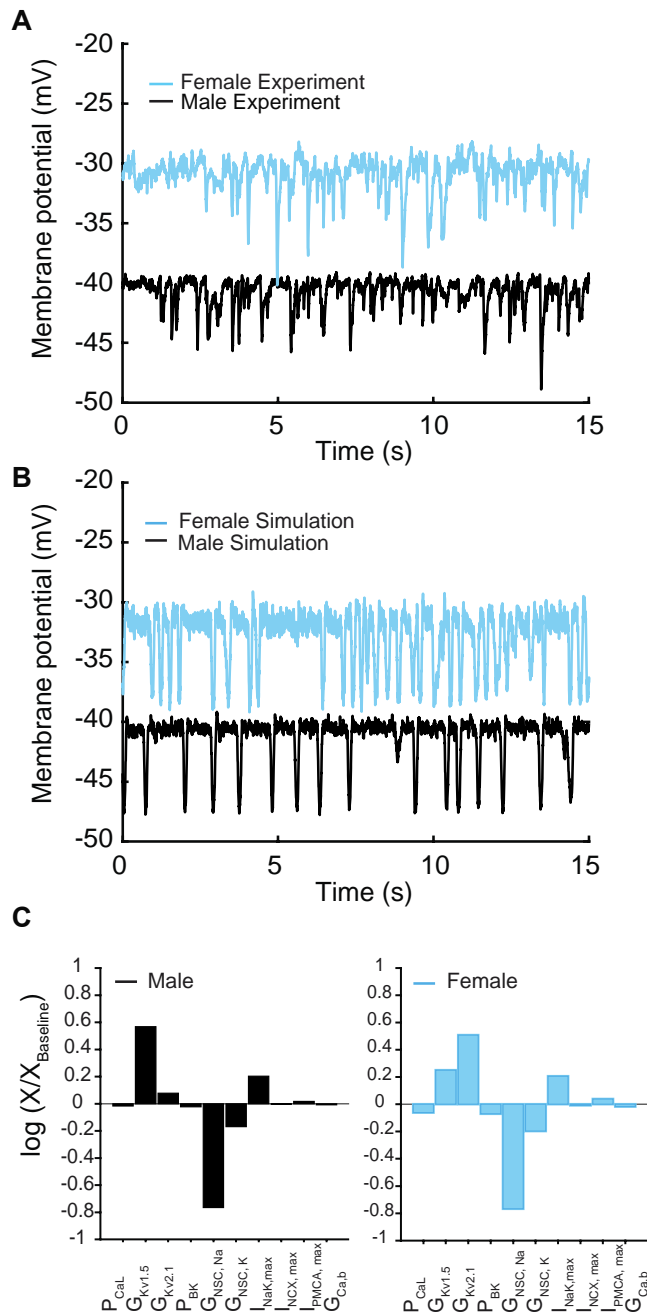 A
Membrane potential (mV)
-20
-25
-30
-35
-40
-45
-50
Female Experiment
Male Experiment
0
5
10
15
Time (s)
B
Membrane potential (mV)
-20
-25
-30
-35
-40
-45
-50
Female Simulation
Male Simulation
0
5
10
15
Time (s)
C
log (X/X_Baseline)
1
0.8
0.6
0.4
0.2
0
-0.2
-0.4
-0.6
-0.8
-1
Male
P_CaL
G_Kv1.5
G_Kv2.1
P_BK
G_NSC, Na
G_NSC, K
I_NaK,max
I_NCX, max
I_PMCA, max
G_Ca,b
1
0.8
0.6
0.4
0.2
0
-0.2
-0.4
-0.6
-0.8
-1
Female
P_CaL
G_Kv1.5
G_Kv2.1
P_BK
G_NSC, Na
G_NSC, K
I_NaK,max
I_NCX, max
I_PMCA, max
G_Ca,b